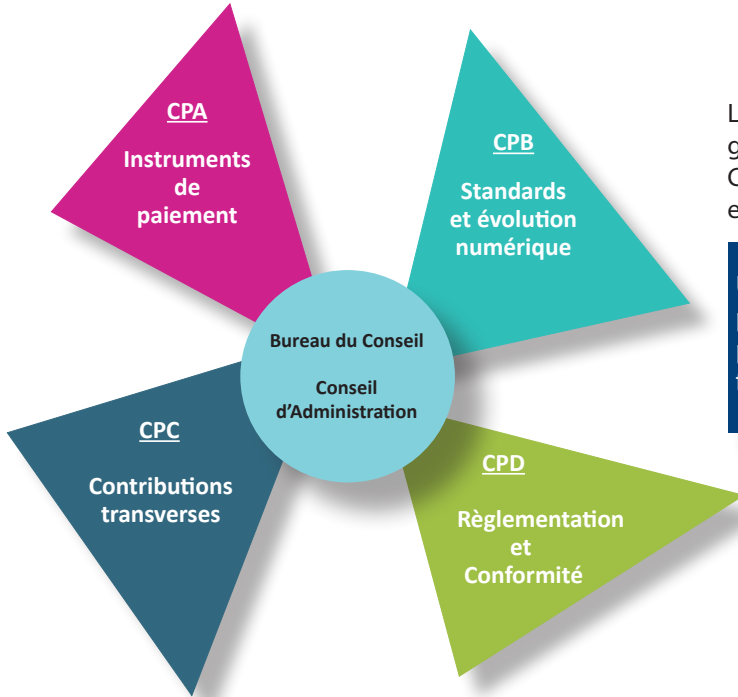 CPA
Instruments
de
paiement
CPB
Standards
et évolution
numérique
Bureau du Conseil
Conseil
d’Administration
CPC
Contributions
transverses
CPD
Règlementation
et
Conformité